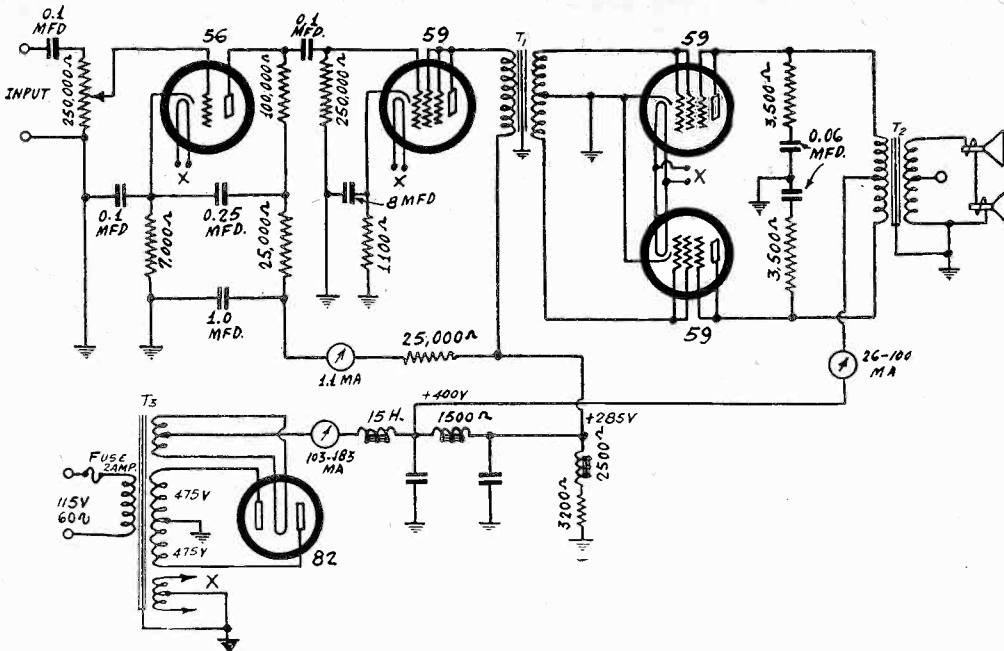 0.1
MFD
56
0.1
MFD.
59
T1
59
INPUT
250,000Ω
100,000Ω
250,000Ω
3,500Ω
0.06
MFD.
T2
X
X
X
8 MFD
0.1
MFD
0.25
MFD.
7,000Ω
25,000Ω
1100Ω
3,500Ω
1.0
MFD.
59
25,000Ω
1.1 MA
26-100
MA
+400V
T3
15 H.
1500Ω
+285V
103-183
MA
2500Ω
FUSE
2AMP.
475V
3200Ω
115V
60~
475V
82
X